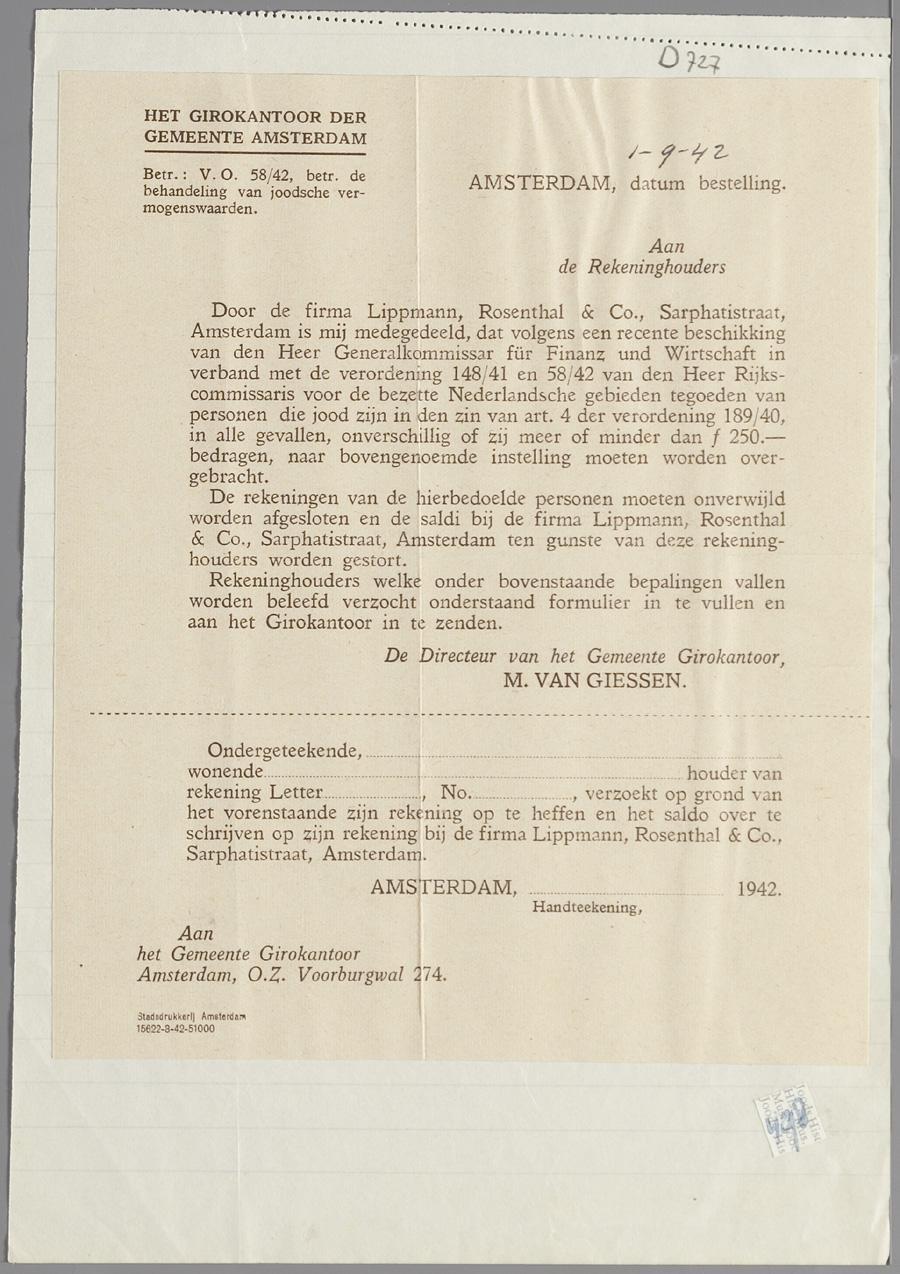 D 727
HET GIROKANTOOR DER
GEMEENTE AMSTERDAM
Betr.: V. O. 58/42, betr. de
behandeling van joodsche ver-
mogenswaarden.
1-9-42
AMSTERDAM, datum bestelling.
Aan
de Rekeninghouders
Door de firma Lippmann, Rosenthal & Co., Sarphatistraat,
Amsterdam is mij medegedeeld, dat volgens een recente beschikking
van den Heer Generalkommissar für Finanz und Wirtschaft in
verband met de verordening 148/41 en 58/42 van den Heer Rijks-
commissaris voor de bezette Nederlandsche gebieden tegoeden van
personen die jood zijn in den zin van art. 4 der verordening 189/40,
in alle gevallen, onverschillig of zij meer of minder dan ƒ 250.—
bedragen, naar bovengenoemde instelling moeten worden over-
gebracht.
De rekeningen van de hierbedoelde personen moeten onverwijld
worden afgesloten en de saldi bij de firma Lippmann, Rosenthal
& Co., Sarphatistraat, Amsterdam ten gunste van deze rekening-
houders worden gestort.
Rekeninghouders welke onder bovenstaande bepalingen vallen
worden beleefd verzocht onderstaand formulier in te vullen en
aan het Girokantoor in te zenden.
De Directeur van het Gemeente Girokantoor,
M. VAN GIESSEN.
Ondergeteekende,
wonende houder van
rekening Letter , No. , verzoekt op grond van
het vorenstaande zijn rekening op te heffen en het saldo over te
schrijven op zijn rekening bij de firma Lippmann, Rosenthal & Co.,
Sarphatistraat, Amsterdam.
AMSTERDAM, 1942.
Handteekening,
Aan
het Gemeente Girokantoor
Amsterdam, O.Z. Voorburgwal 274.
Stadsdrukkerij Amsterdam
15622-8-42-51000